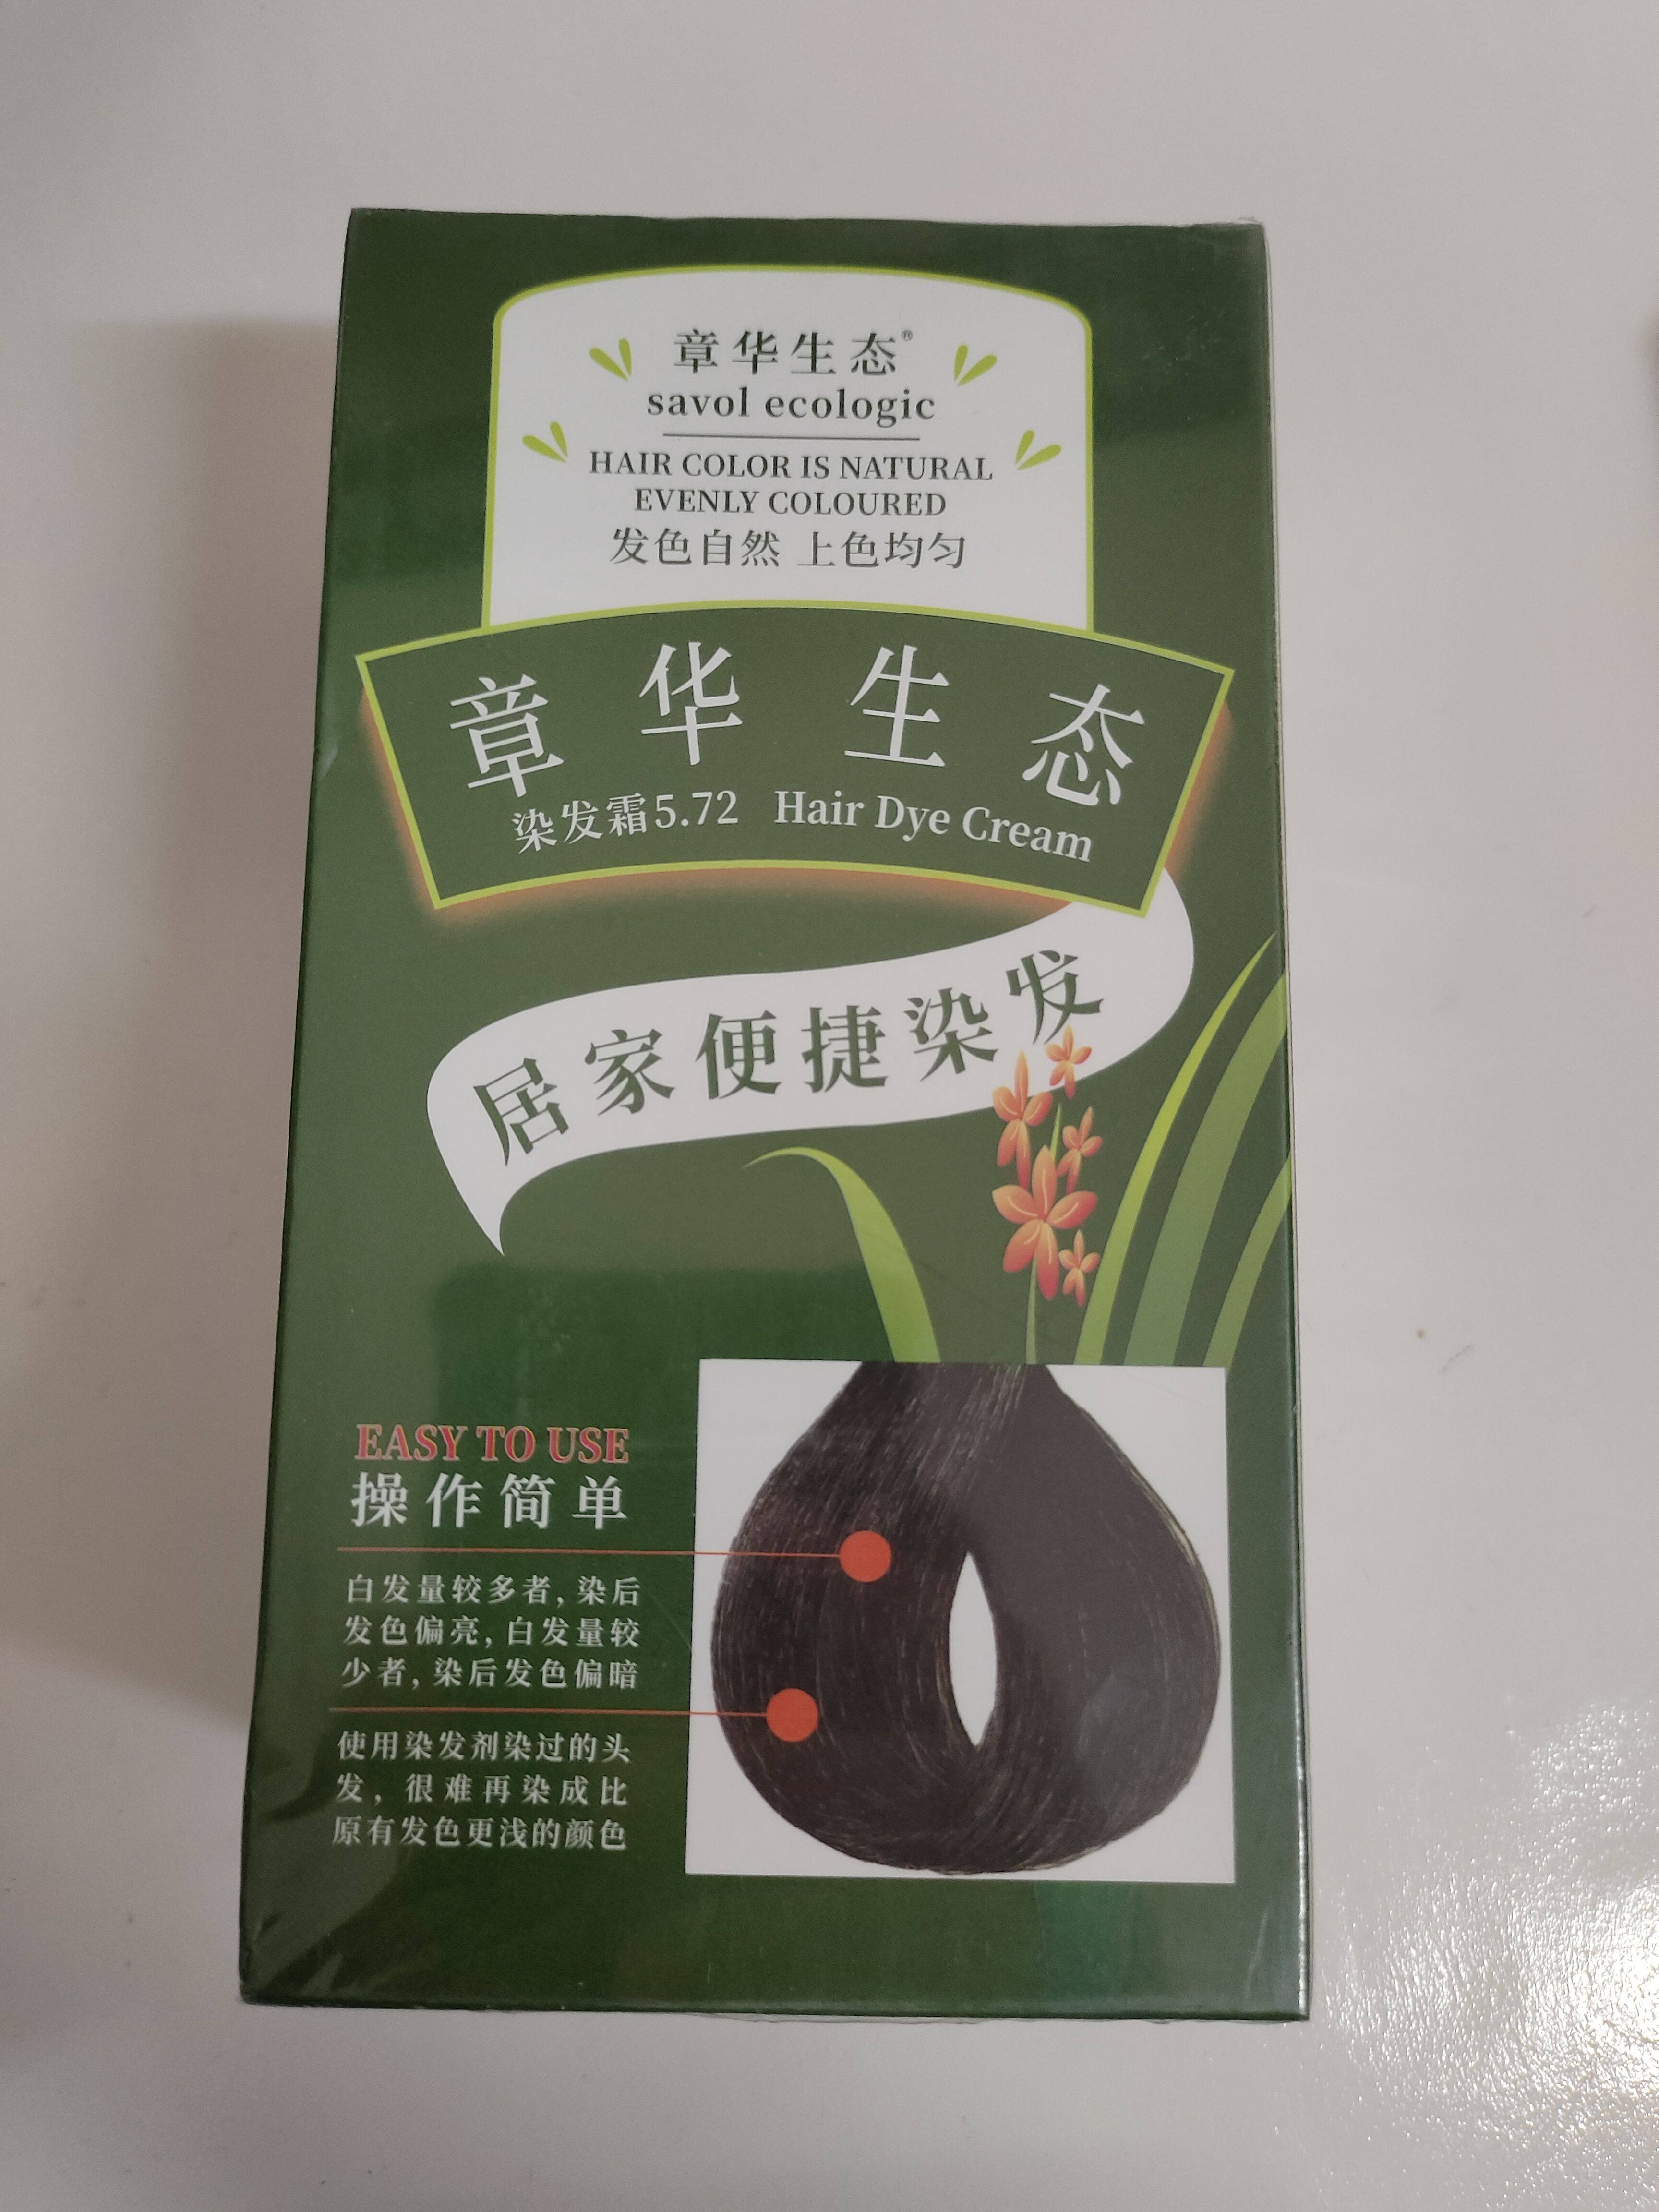 章华生态®
savol ecologic
HAIR COLOR IS NATURAL
EVENLY COLOURED
发色自然 上色均匀
章华生态
染发霜5.72 Hair Dye Cream
居家便捷染发
EASY TO USE
操作简单
白发量较多者,染后
发色偏亮,白发量较
少者,染后发色偏暗
使用染发剂染过的头
发,很难再染成比
原有发色更浅的颜色